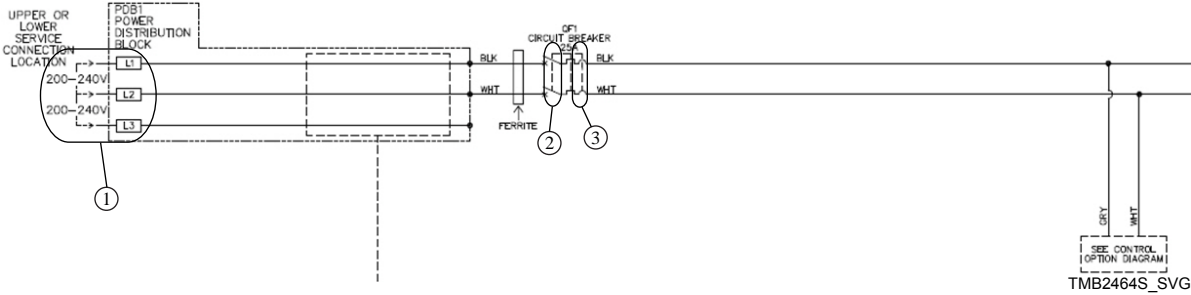 UPPER OR
LOWER
SERVICE
CONNECTION
LOCATION
PDB1
POWER
DISTRIBUTION
BLOCK
L1
200-240V
L2
200-240V
L3
BLK
WHT
FERRITE
QF1
CIRCUIT BREAKER
25A
BLK
WHT
1
2
3
GRY
WHT
SEE CONTROL
OPTION DIAGRAM
TMB2464S_SVG